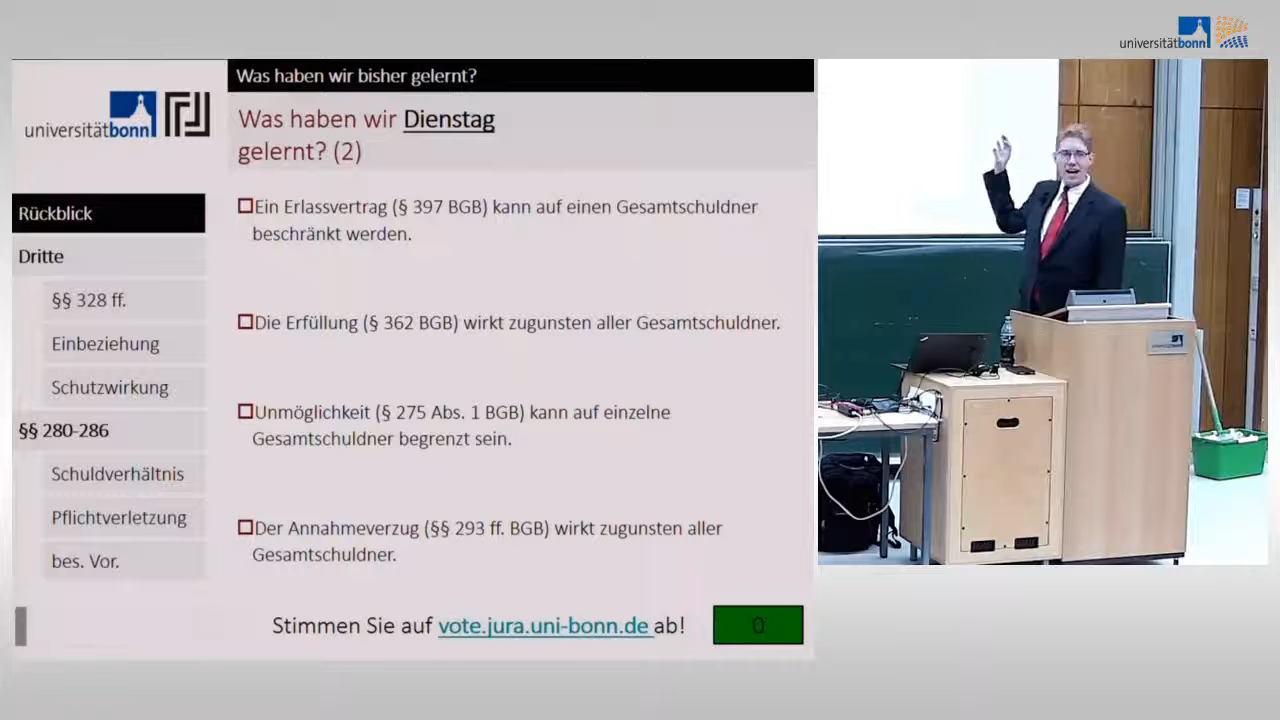 universitätbonn
Was haben wir bisher gelernt?
universitätbonn
Was haben wir Dienstag
gelernt? (2)
Rückblick
Dritte
§§ 328 ff.
Einbeziehung
Schutzwirkung
§§ 280-286
Schuldverhältnis
Pflichtverletzung
bes. Vor.
Ein Erlassvertrag (§ 397 BGB) kann auf einen Gesamtschuldner
beschränkt werden.
Die Erfüllung (§ 362 BGB) wirkt zugunsten aller Gesamtschuldner.
Unmöglichkeit (§ 275 Abs. 1 BGB) kann auf einzelne
Gesamtschuldner begrenzt sein.
Der Annahmeverzug (§§ 293 ff. BGB) wirkt zugunsten aller
Gesamtschuldner.
Stimmen Sie auf vote.jura.uni-bonn.de ab!
0